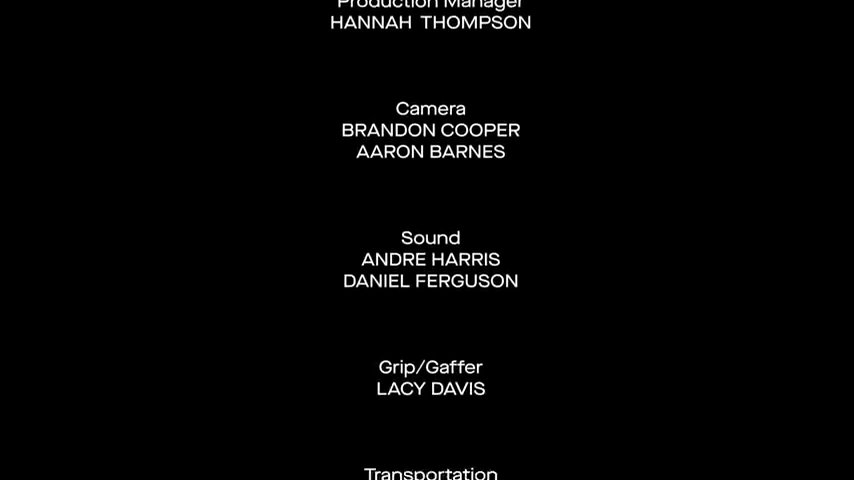 Production Manager
HANNAH THOMPSON
Camera
BRANDON COOPER
AARON BARNES
Sound
ANDRE HARRIS
DANIEL FERGUSON
Grip/Gaffer
LACY DAVIS
Transportation